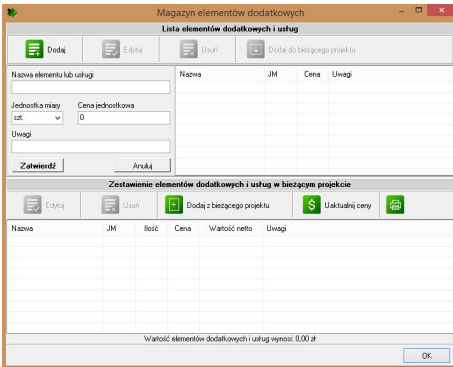 Magazyn elementów dodatkowych
Lista elementów dodatkowych i usług
Dodaj Edytuj Usuń Dodaj do bieżącego projektu
Nazwa elementu lub usługi
Jednostka miary Cena jednostkowa
szt. 0
Uwagi
Zatwierdź Anuluj
Nazwa JM Cena Uwagi
Zestawienie elementów dodatkowych i usług w bieżącym projekcie
Edytuj Usuń Dodaj z bieżącego projektu Uaktualnij ceny
Nazwa JM Ilość Cena Wartość netto Uwagi
Wartość elementów dodatkowych i usług wynosi: 0,00 zł
OK